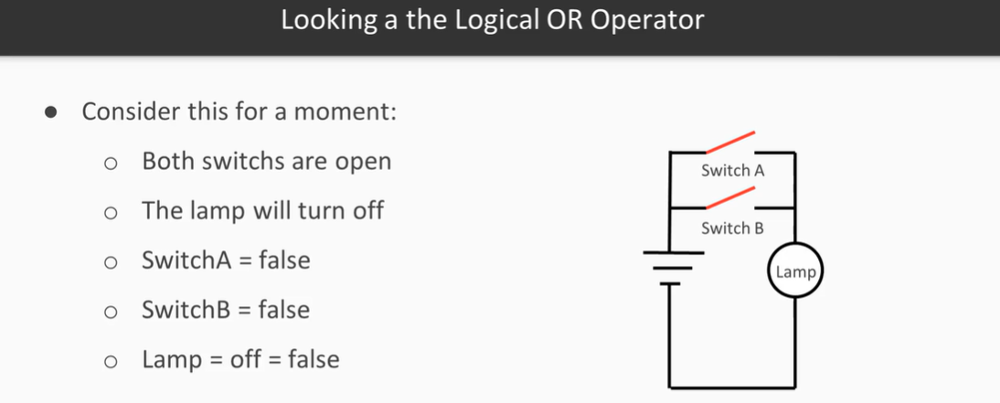 Looking a the Logical OR Operator
● Consider this for a moment:
○ Both switchs are open
○ The lamp will turn off
○ SwitchA = false
○ SwitchB = false
○ Lamp = off = false
Switch A
Switch B
Lamp